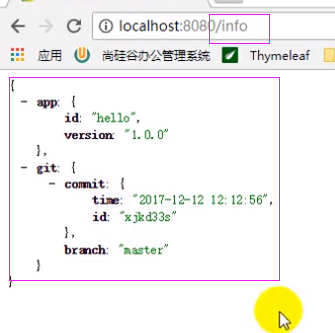 localhost:8080/info
应用 尚硅谷办公管理系统 Thymeleaf
{
- app: {
id: "hello",
version: "1.0.0"
},
- git: {
- commit: {
time: "2017-12-12 12:12:56",
id: "xjkd33s"
},
branch: "master"
}
}